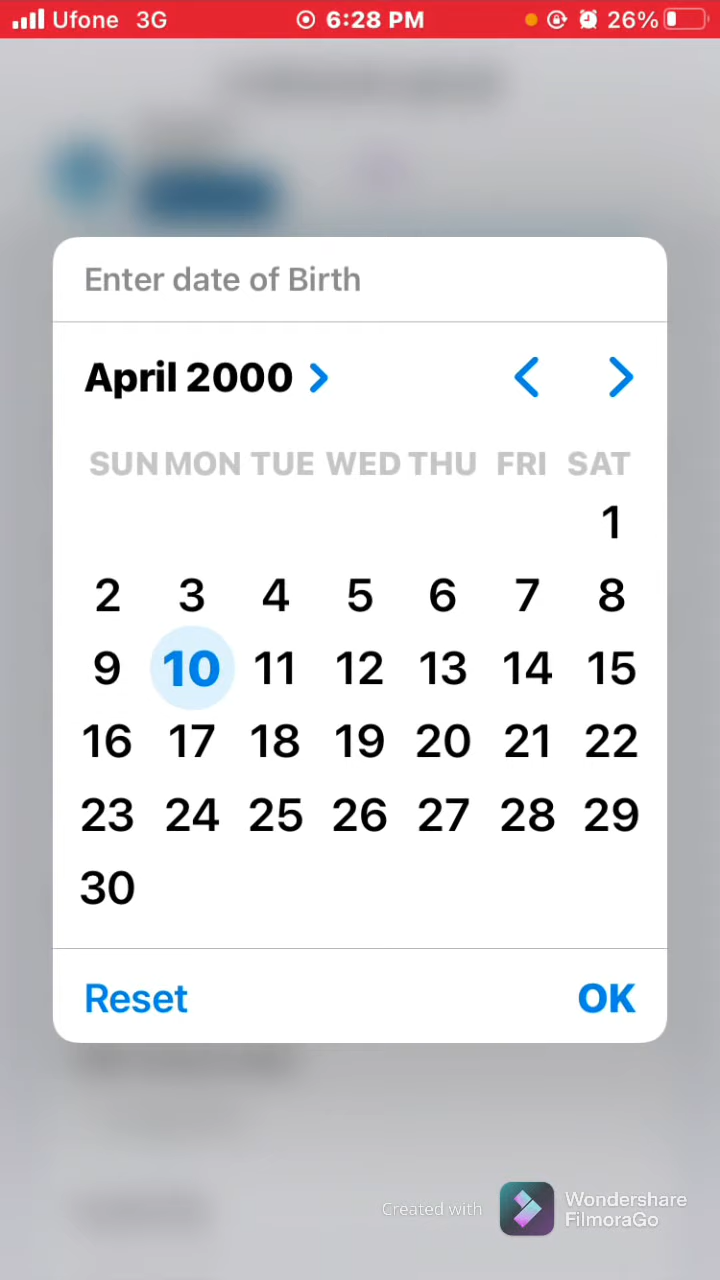 Ufone 3G 6:28 PM 26%
Enter date of Birth
April 2000
SUN MON TUE WED THU FRI SAT
1
2 3 4 5 6 7 8
9 10 11 12 13 14 15
16 17 18 19 20 21 22
23 24 25 26 27 28 29
30
Reset OK
Created with Wondershare
FilmoraGo